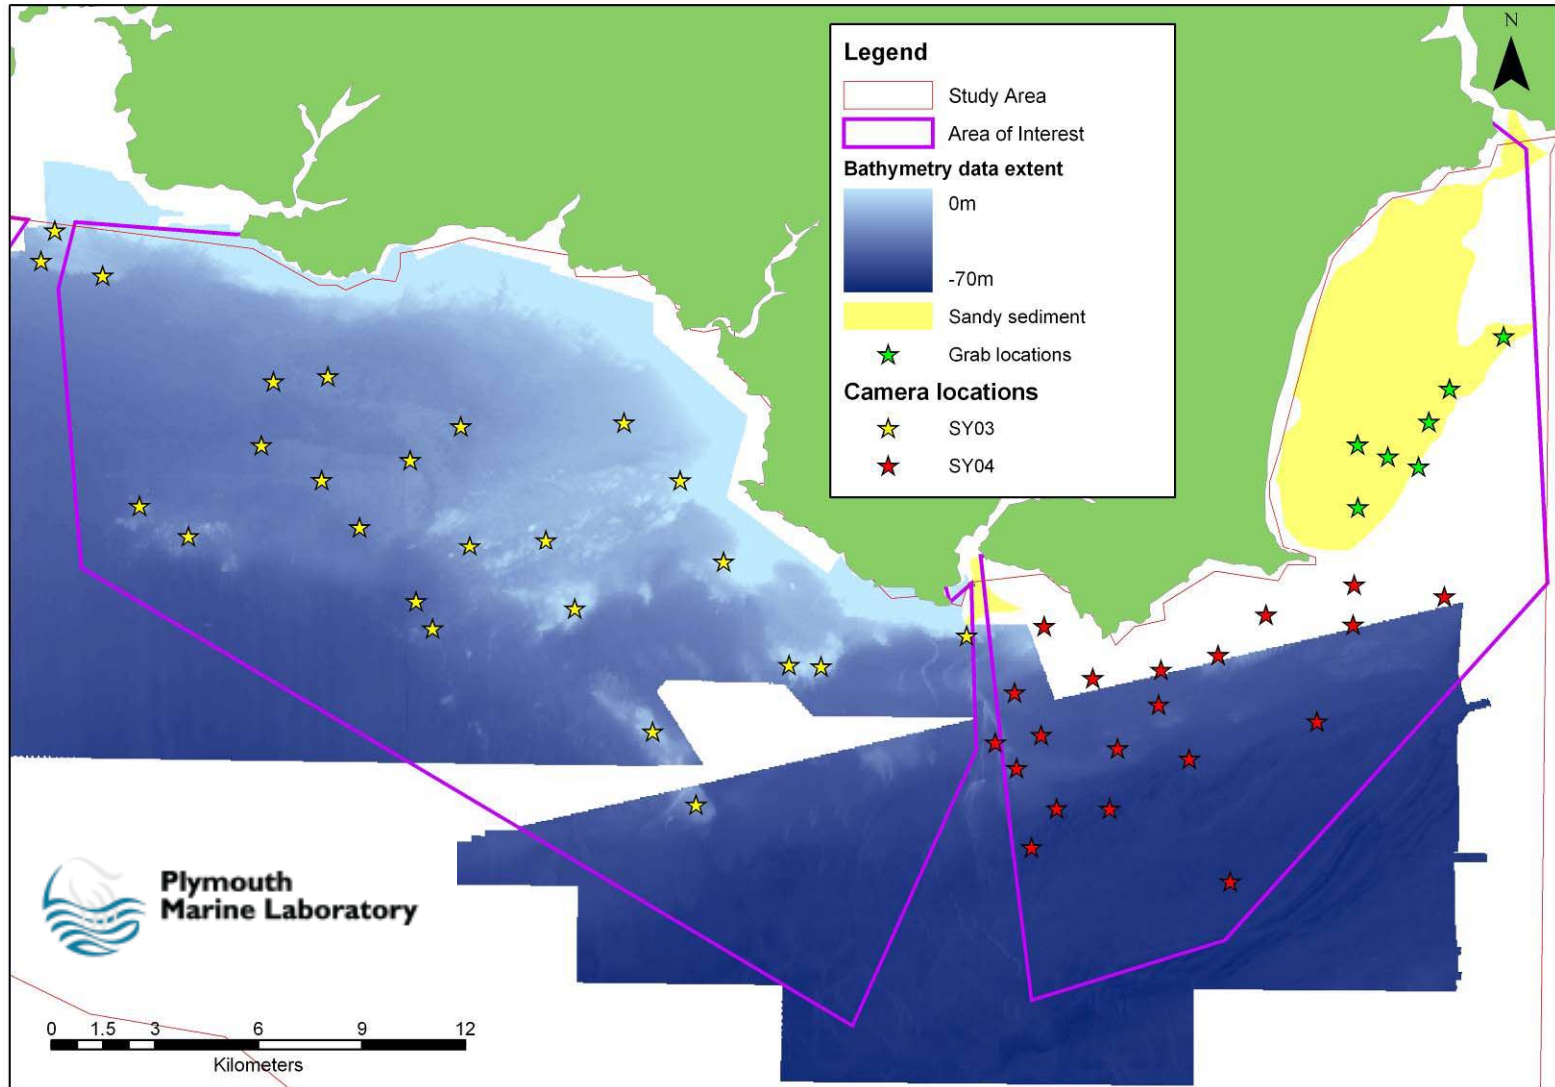 N
Legend
Study Area
Area of Interest
Bathymetry data extent
0m
-70m
Sandy sediment
Grab locations
Camera locations
SY03
SY04
Plymouth
Marine Laboratory
0 1.5 3 6 9 12
Kilometers